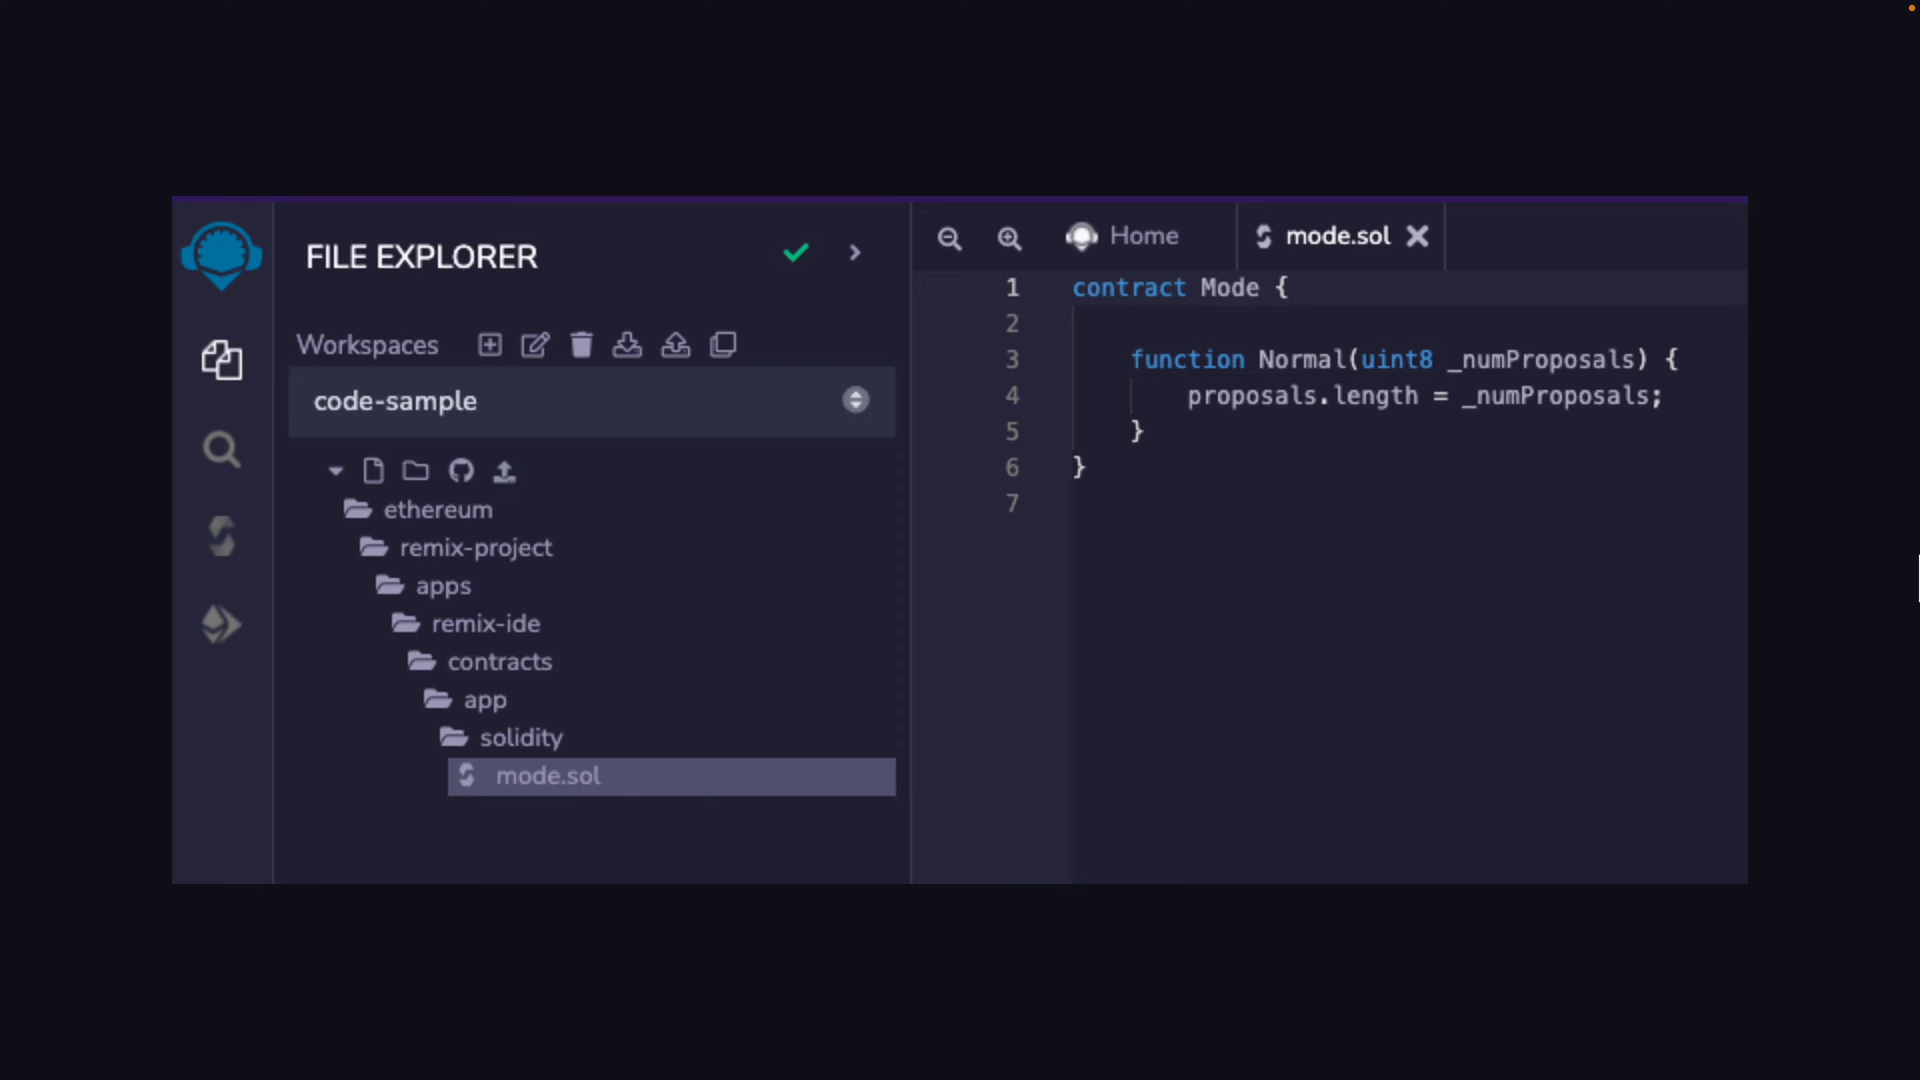 FILE EXPLORER
Workspaces
code-sample
ethereum
remix-project
apps
remix-ide
contracts
app
solidity
mode.sol
Home
mode.sol
1 contract Mode {
2
3 function Normal(uint8 _numProposals) {
4 proposals.length = _numProposals;
5 }
6 }
7